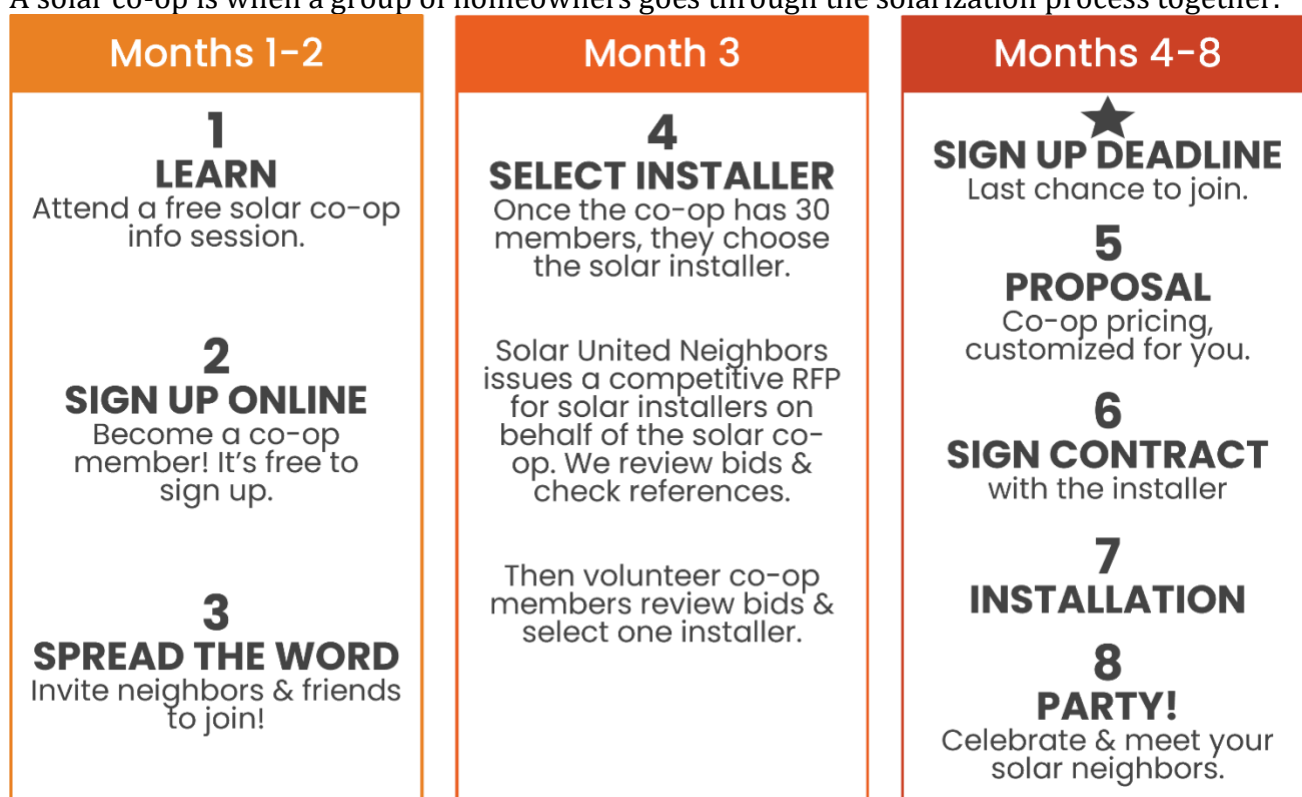 A solar co-op is when a group of homeowners goes through the solarization process together.
Months 1-2
1
LEARN
Attend a free solar co-op
info session.
2
SIGN UP ONLINE
Become a co-op
member! It's free to
sign up.
3
SPREAD THE WORD
Invite neighbors & friends
to join!
Month 3
4
SELECT INSTALLER
Once the co-op has 30
members, they choose
the solar installer.
Solar United Neighbors
issues a competitive RFP
for solar installers on
behalf of the solar co-
op. We review bids &
check references.
Then volunteer co-op
members review bids &
select one installer.
Months 4-8
SIGN UP DEADLINE
Last chance to join.
5
PROPOSAL
Co-op pricing,
customized for you.
6
SIGN CONTRACT
with the installer
7
INSTALLATION
8
PARTY!
Celebrate & meet your
solar neighbors.